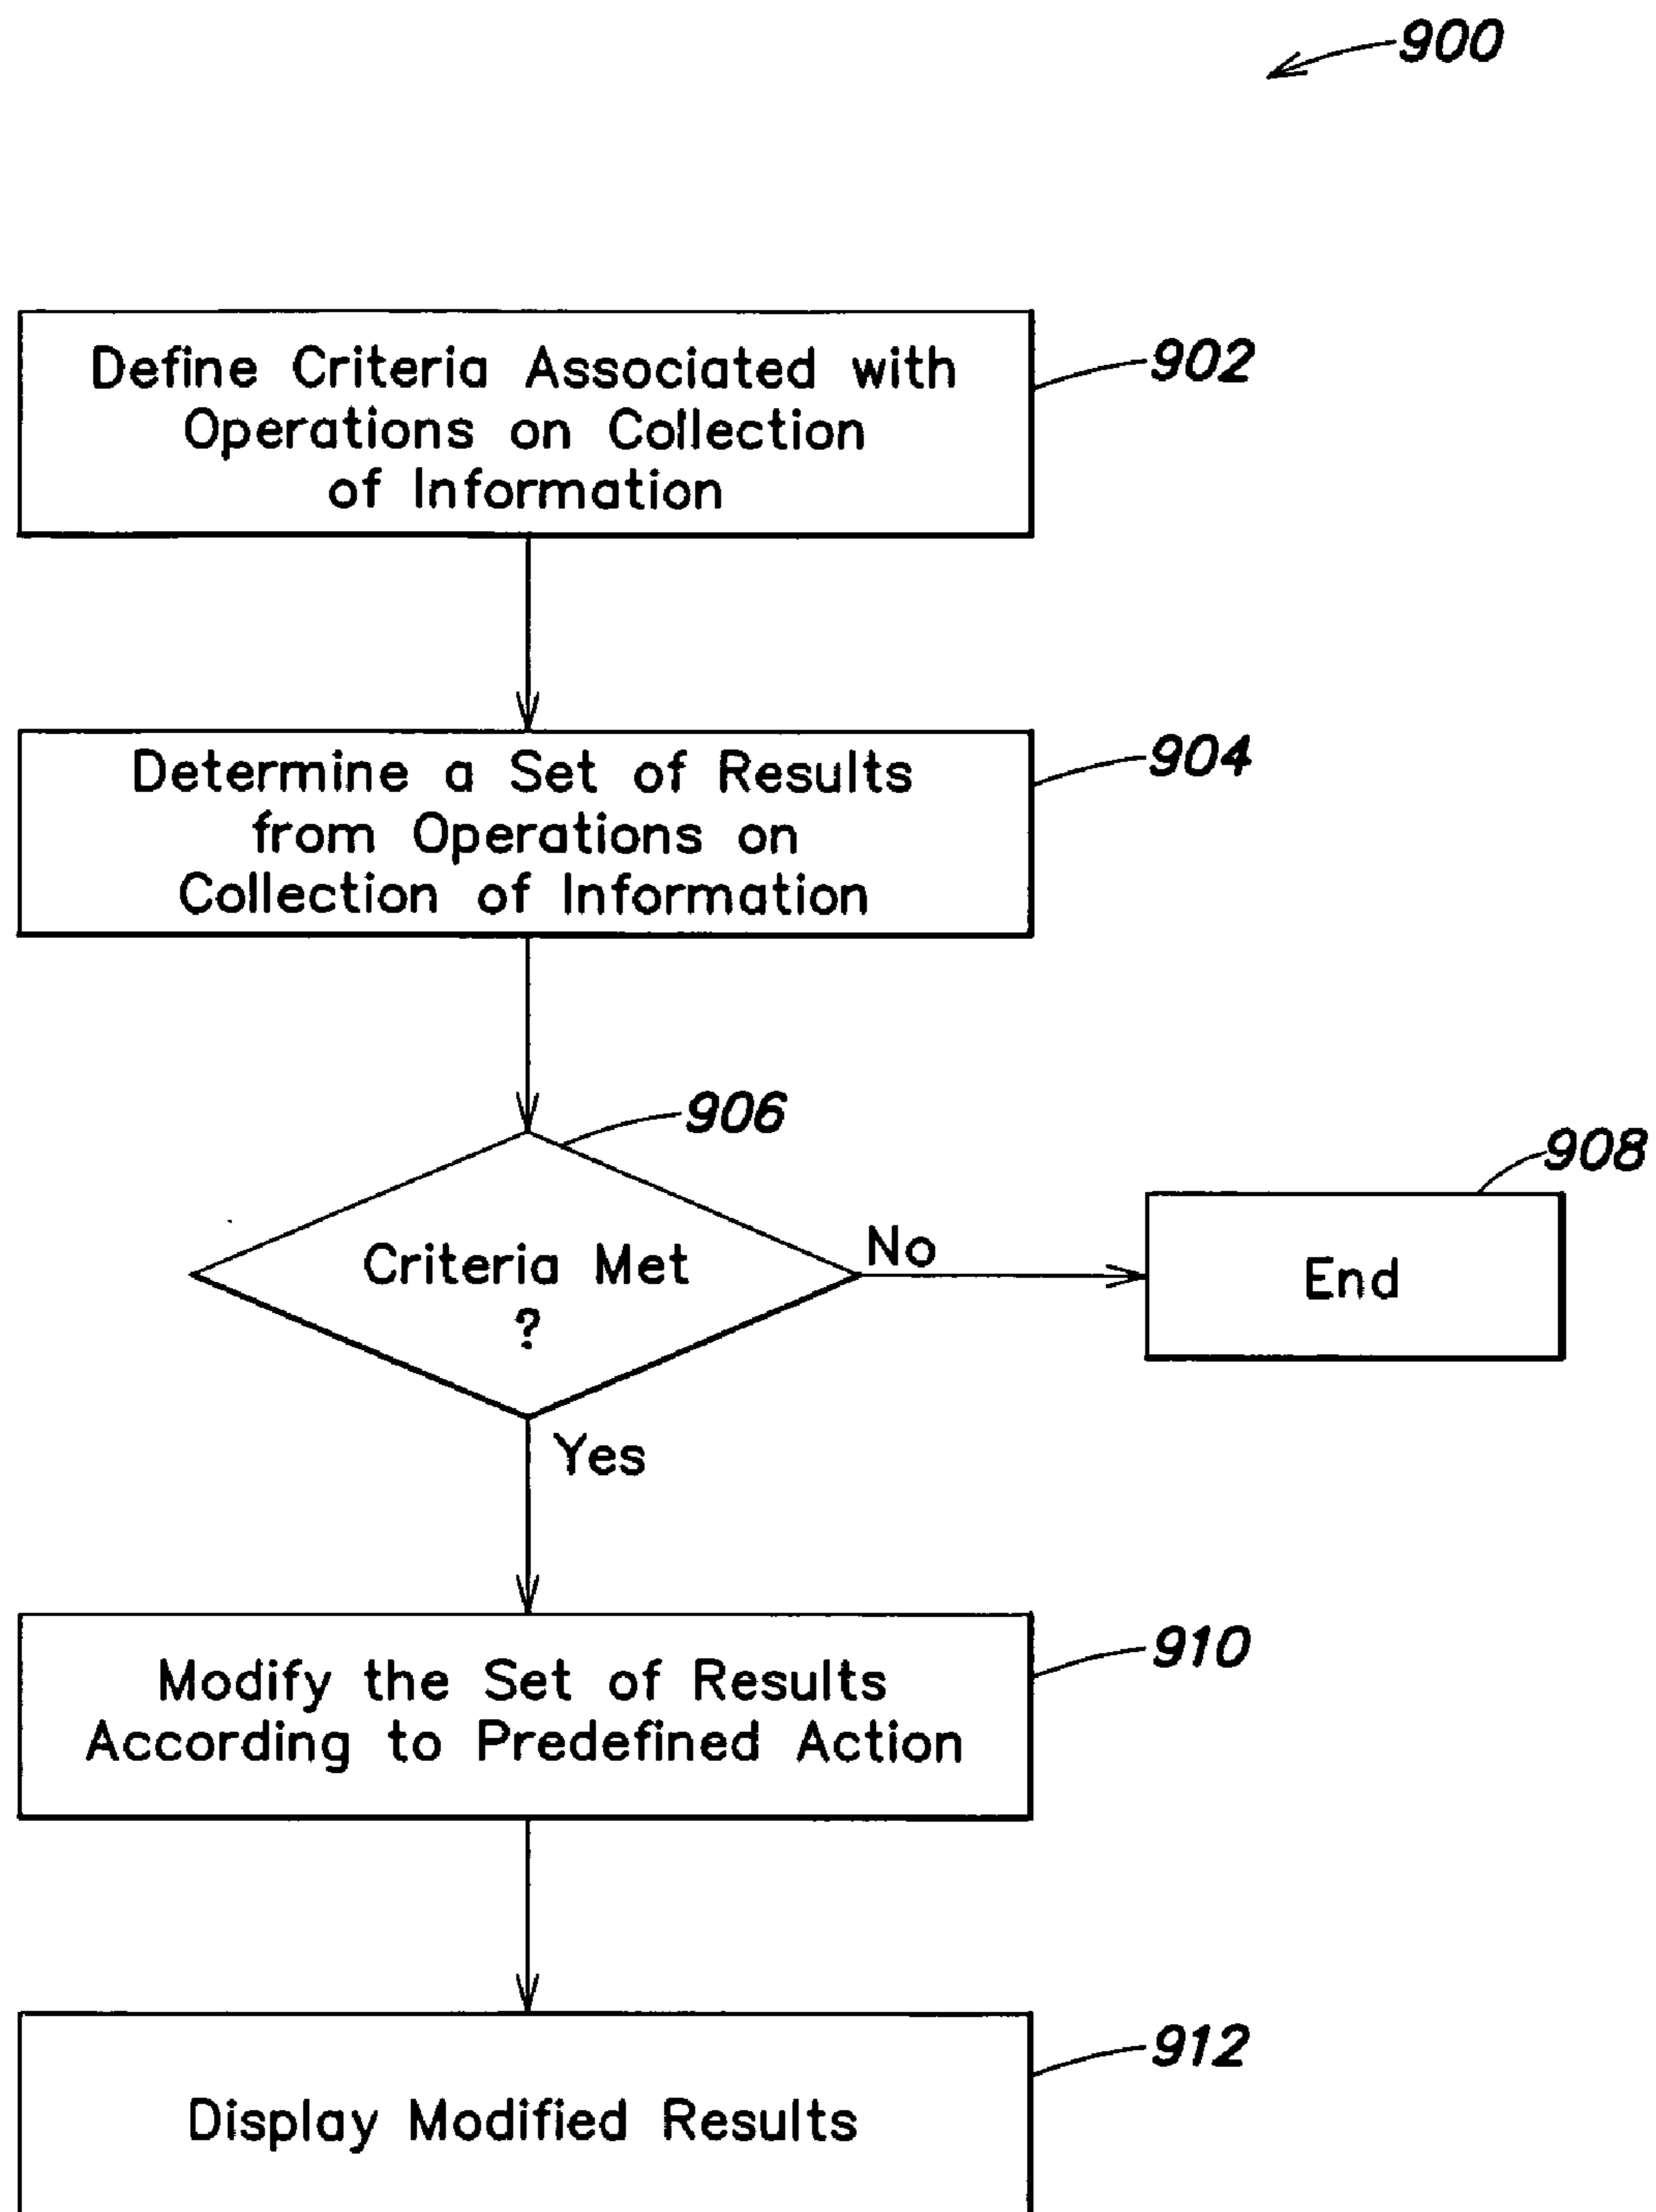 900
Define Criteria Associated with
Operations on Collection
of Information
902
Determine a Set of Results
from Operations on
Collection of Information
904
906
Criteria Met
?
No
908
End
Yes
Modify the Set of Results
According to Predefined Action
910
Display Modified Results
912